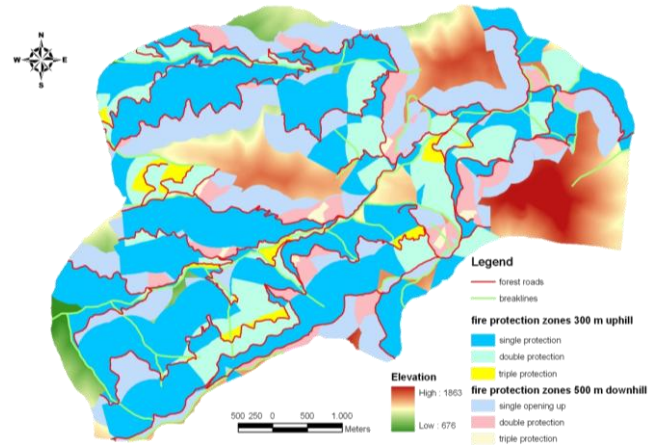 N
W E
S
Legend
forest roads
breaklines
fire protection zones 300 m uphill
single protection
double protection
triple protection
fire protection zones 500 m downhill
single opening up
double protection
triple protection
Elevation
High : 1863
Low : 676
500 250 0 500 1.000
Meters